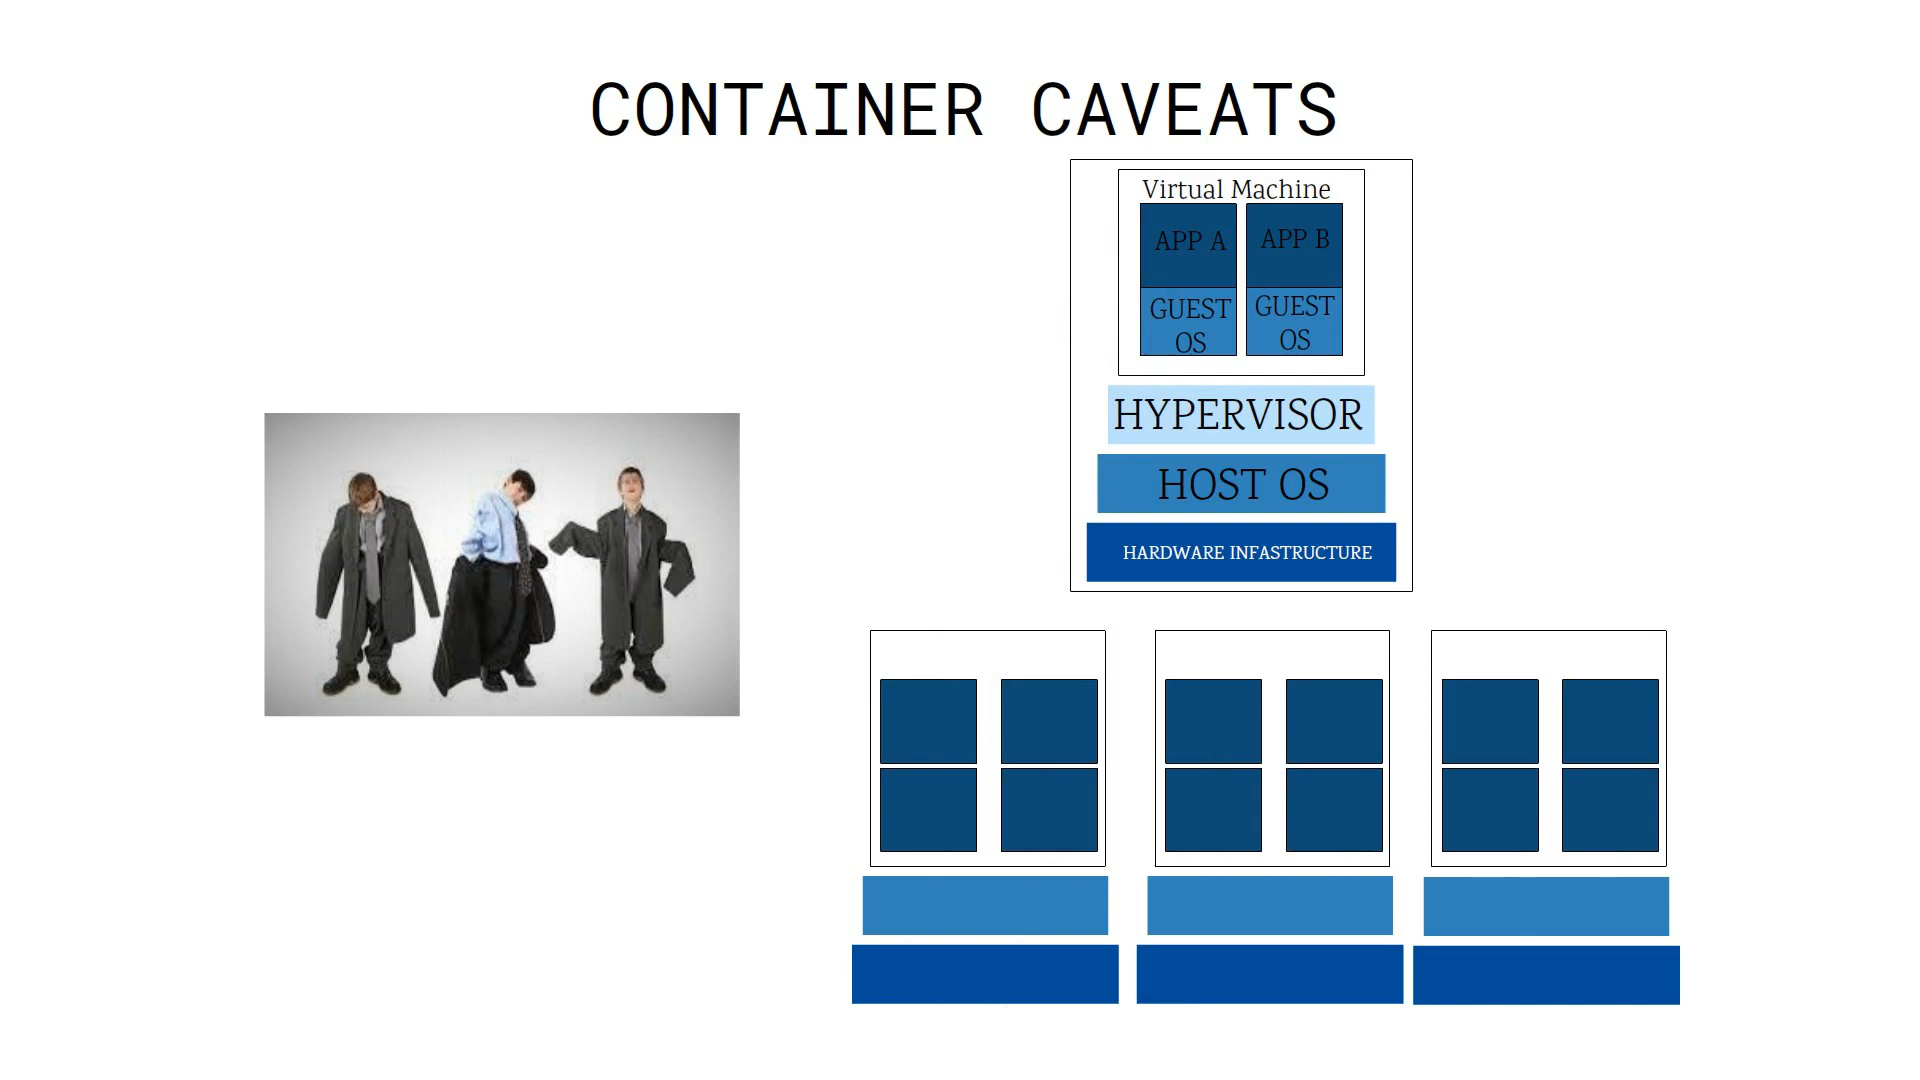 CONTAINER CAVEATS
Virtual Machine
APP A
APP B
GUEST
OS
GUEST
OS
HYPERVISOR
HOST OS
HARDWARE INFASTRUCTURE